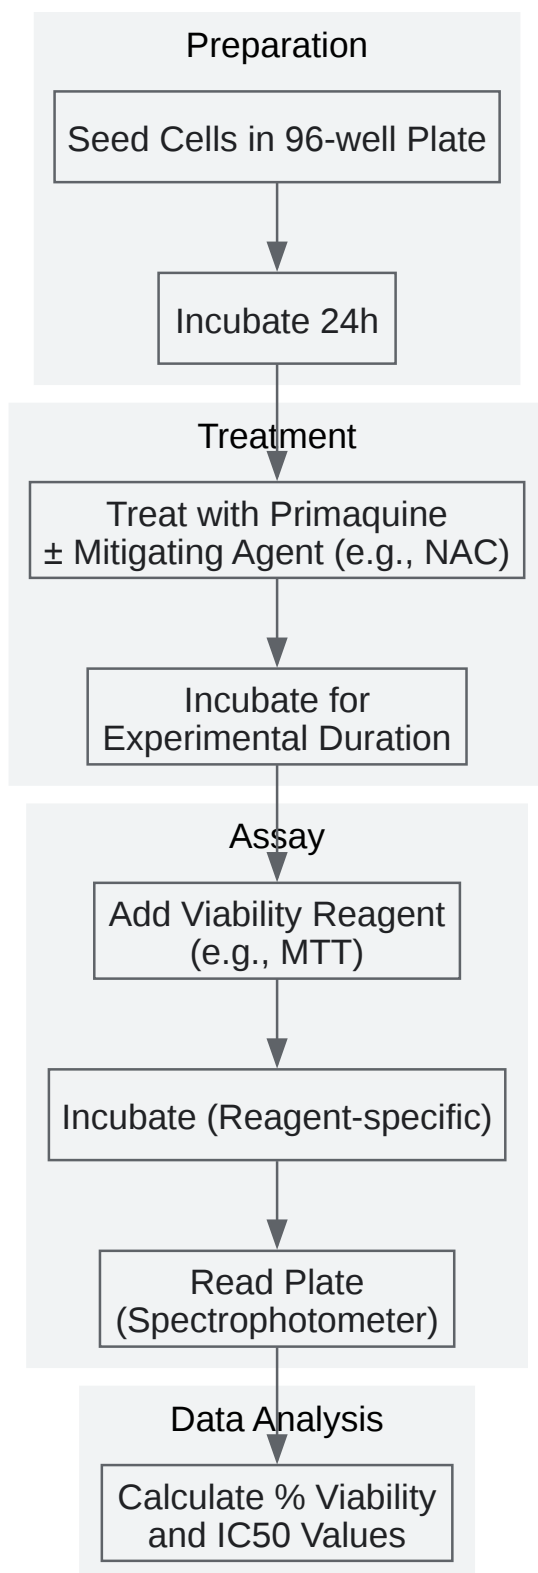 Preparation
Seed Cells in 96-well Plate
Incubate 24h
Treatment
Treat with Primaquine
± Mitigating Agent (e.g., NAC)
Incubate for
Experimental Duration
Assay
Add Viability Reagent
(e.g., MTT)
Incubate (Reagent-specific)
Read Plate
(Spectrophotometer)
Data Analysis
Calculate % Viability
and IC50 Values